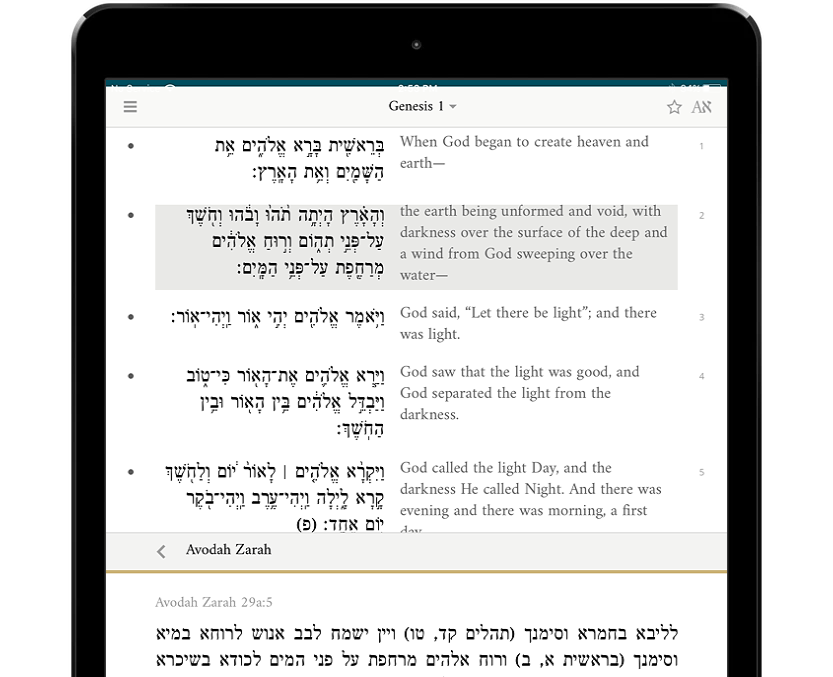 Genesis 1
אA
בְּרֵאשִׁ֖ית בָּרָ֣א אֱלֹהִ֑ים אֵ֥ת
הַשָּׁמַ֖יִם וְאֵ֥ת הָאָֽרֶץ׃
When God began to create heaven and
earth—
1
וְהָאָ֗רֶץ הָיְתָ֥ה תֹ֙הוּ֙ וָבֹ֔הוּ וְחֹ֖שֶׁךְ
עַל־פְּנֵ֣י תְה֑וֹם וְר֣וּחַ אֱלֹהִ֔ים
מְרַחֶ֖פֶת עַל־פְּנֵ֥י הַמָּֽיִם׃
the earth being unformed and void, with
darkness over the surface of the deep and
a wind from God sweeping over the
water—
2
וַיֹּ֥אמֶר אֱלֹהִ֖ים יְהִ֣י א֑וֹר וַֽיְהִי־אֽוֹר׃
God said, “Let there be light”; and there
was light.
3
וַיַּ֧רְא אֱלֹהִ֛ים אֶת־הָא֖וֹר כִּי־ט֑וֹב
וַיַּבְדֵּ֣ל אֱלֹהִ֔ים בֵּ֥ין הָא֖וֹר וּבֵ֥ין
הַחֹֽשֶׁךְ׃
God saw that the light was good, and
God separated the light from the
darkness.
4
וַיִּקְרָ֨א אֱלֹהִ֤ים ׀ לָאוֹר֙ י֔וֹם וְלַחֹ֖שֶׁךְ
קָ֣רָא לָ֑יְלָה וַֽיְהִי־עֶ֥רֶב וַֽיְהִי־בֹ֖קֶר
י֥וֹם אֶחָֽד׃ (פ)
God called the light Day, and the
darkness He called Night. And there was
evening and there was morning, a first
day.
5
Avodah Zarah
Avodah Zarah 29a:5
לליבא בחמרא וסימנך (תהלים קד, טו) ויין ישמח לבב אנוש לרוחא במיא
וסימנך (בראשית א, ב) ורוח אלהים מרחפת על פני המים לכודא בשיכרא